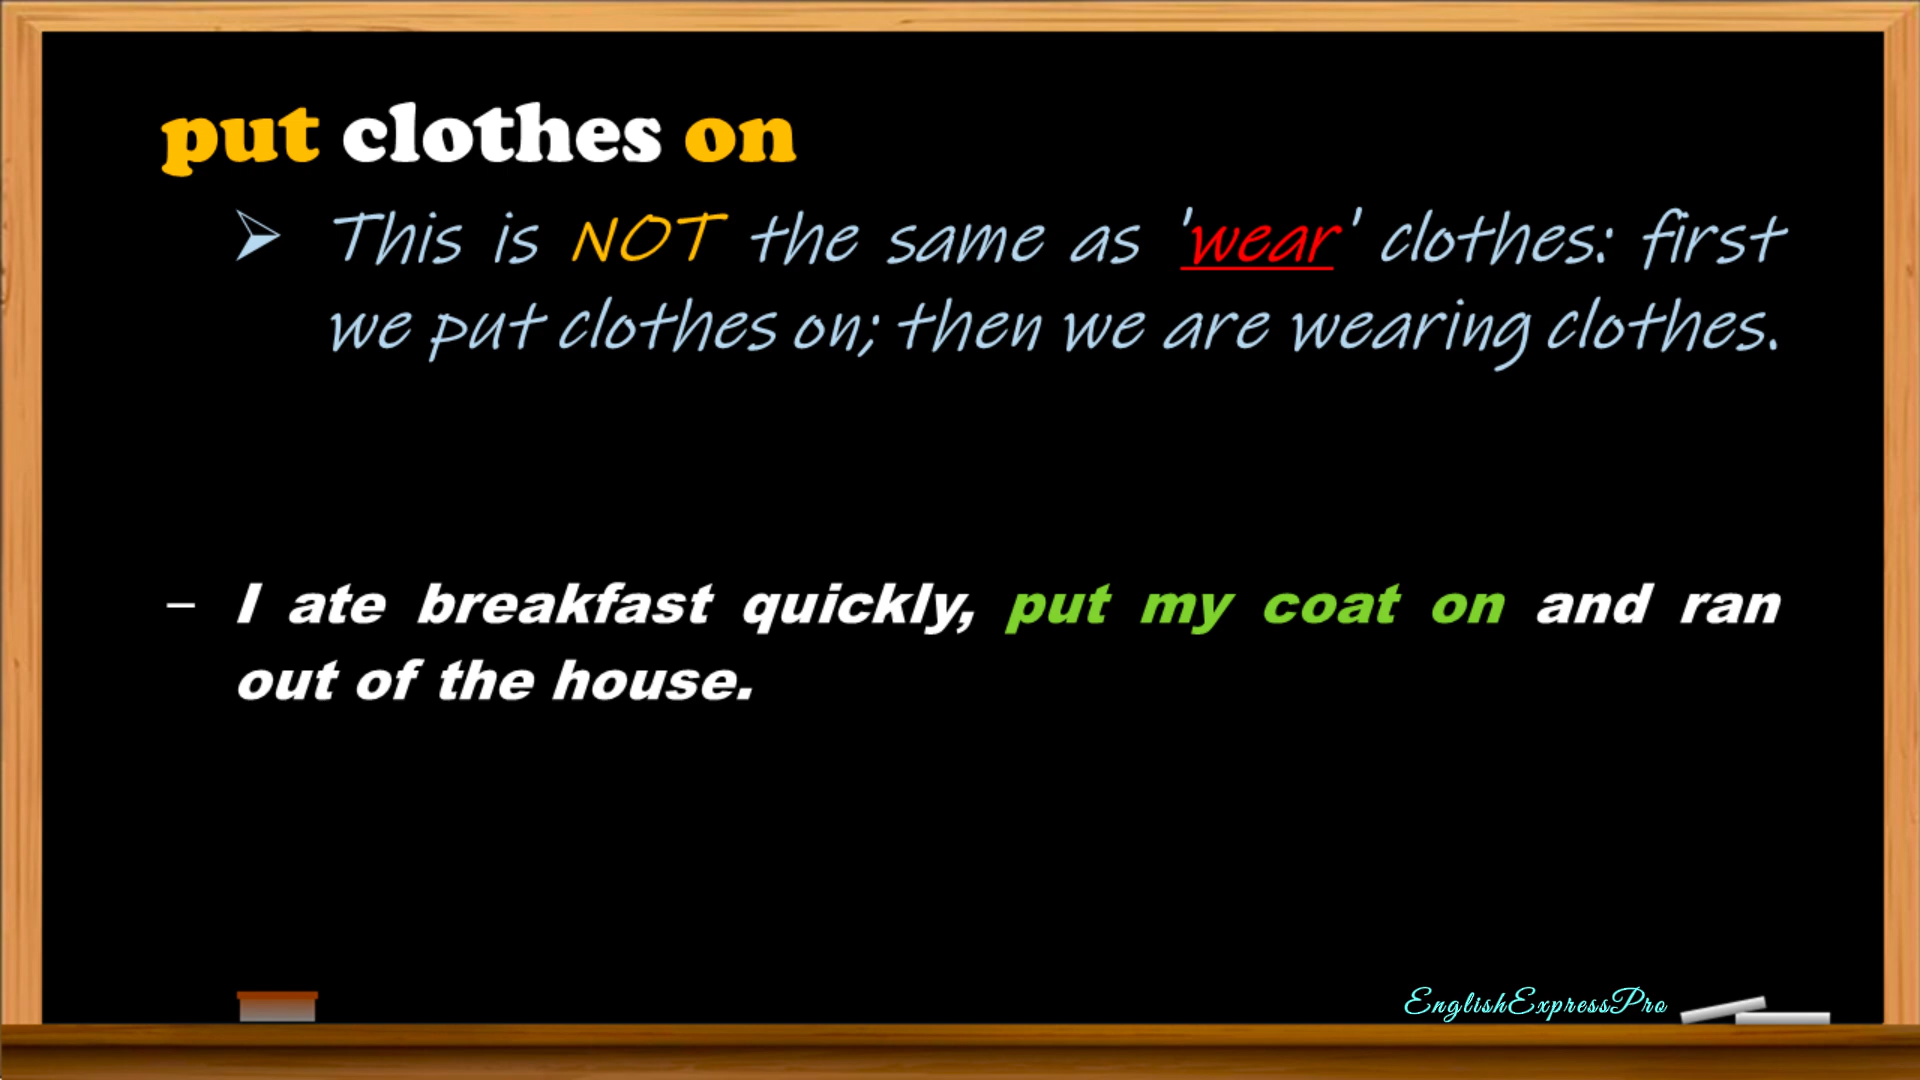 put clothes on
➢ This is NOT the same as 'wear' clothes: first
we put clothes on; then we are wearing clothes.
– I ate breakfast quickly, put my coat on and ran
out of the house.
EnglishExpressPro